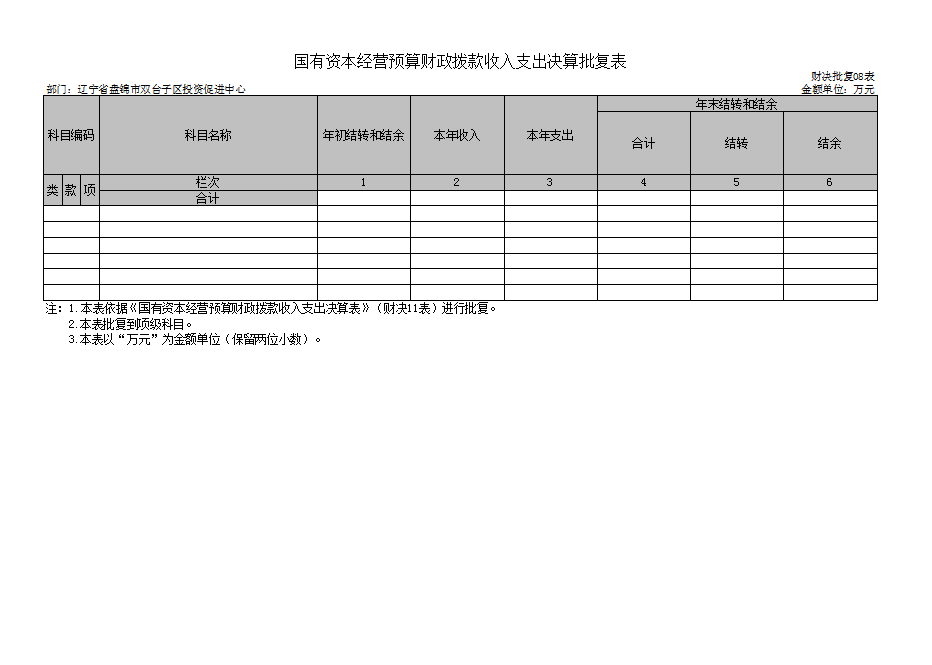 国有资本经营预算财政拨款收入支出决算批复表
财决批复08表
部门：辽宁省盘锦市双台子区投资促进中心 金额单位：万元
科目编码 科目名称 年初结转和结余 本年收入 本年支出 年末结转和结余
合计 结转 结余
类 款 项 栏次 1 2 3 4 5 6
合计
注：1.本表依据《国有资本经营预算财政拨款收入支出决算表》（财决11表）进行批复。
2.本表批复到项级科目。
3.本表以“万元”为金额单位（保留两位小数）。